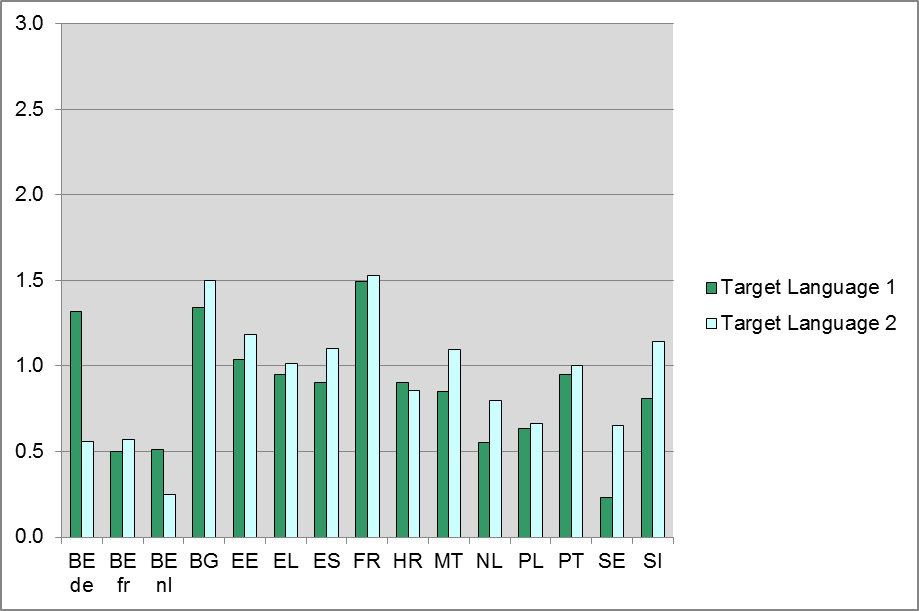 3.0
2.5
2.0
1.5
1.0
0.5
0.0
BE BE BE BG EE EL ES FR HR MT NL PL PT SE SI
de fr nl
Target Language 1
Target Language 2